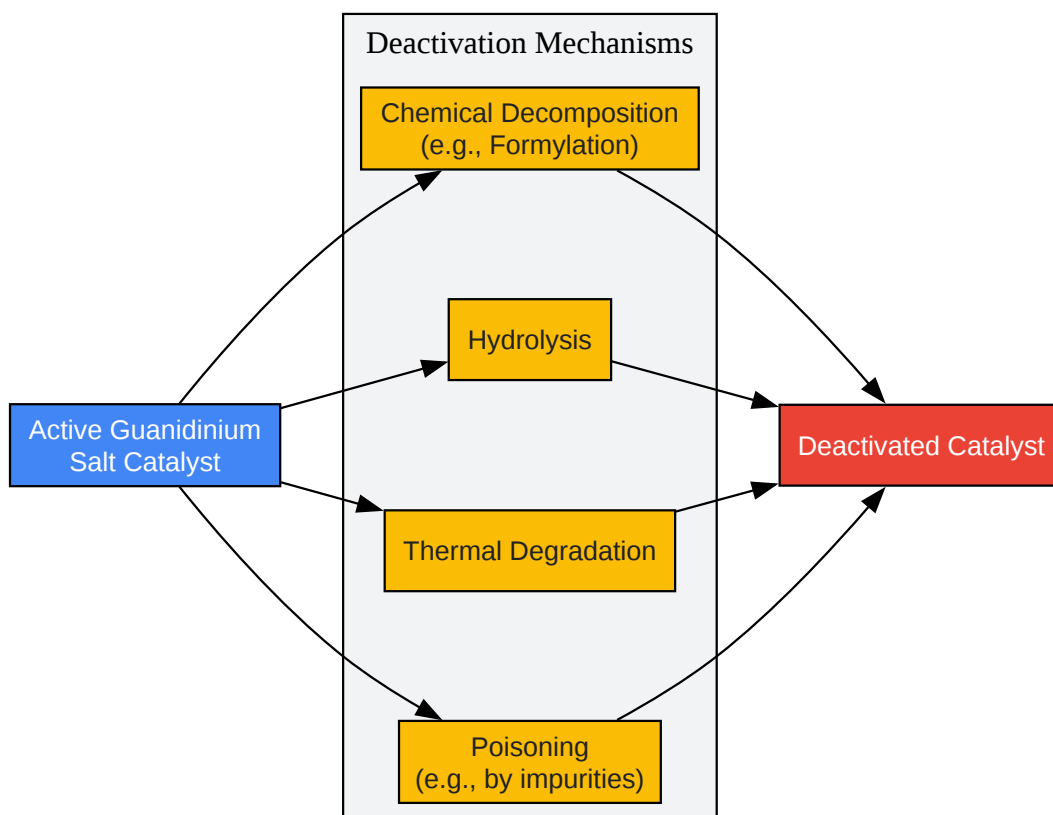 Deactivation Mechanisms
Chemical Decomposition
(e.g., Formylation)
Hydrolysis
Active Guanidinium
Salt Catalyst
Deactivated Catalyst
Thermal Degradation
Poisoning
(e.g., by impurities)